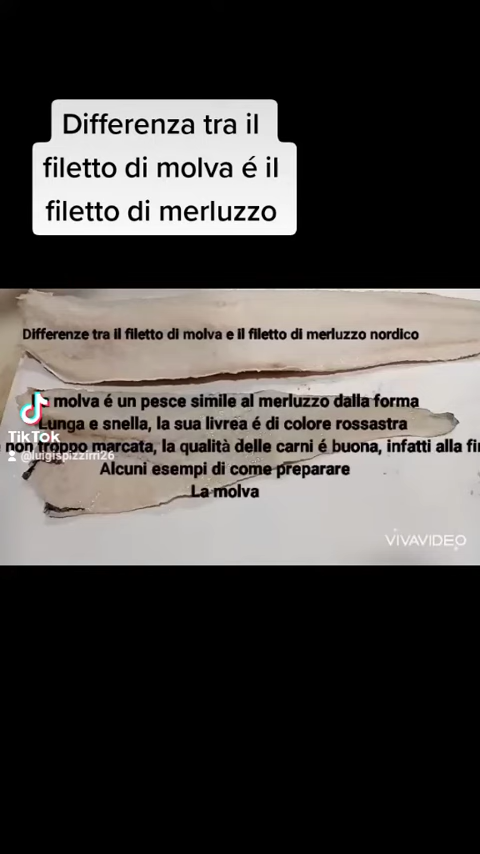 Differenza tra il
filetto di molva é il
filetto di merluzzo
Differenze tra il filetto di molva e il filetto di merluzzo nordico
molva é un pesce simile al merluzzo dalla forma
Lunga e snella, la sua livrea é di colore rossastra
non troppo marcata, la qualità delle carni é buona, infatti alla
Alcuni esempi di come preparare
La molva
TikTok
@luigispizzirri26
VIVAVIDEO